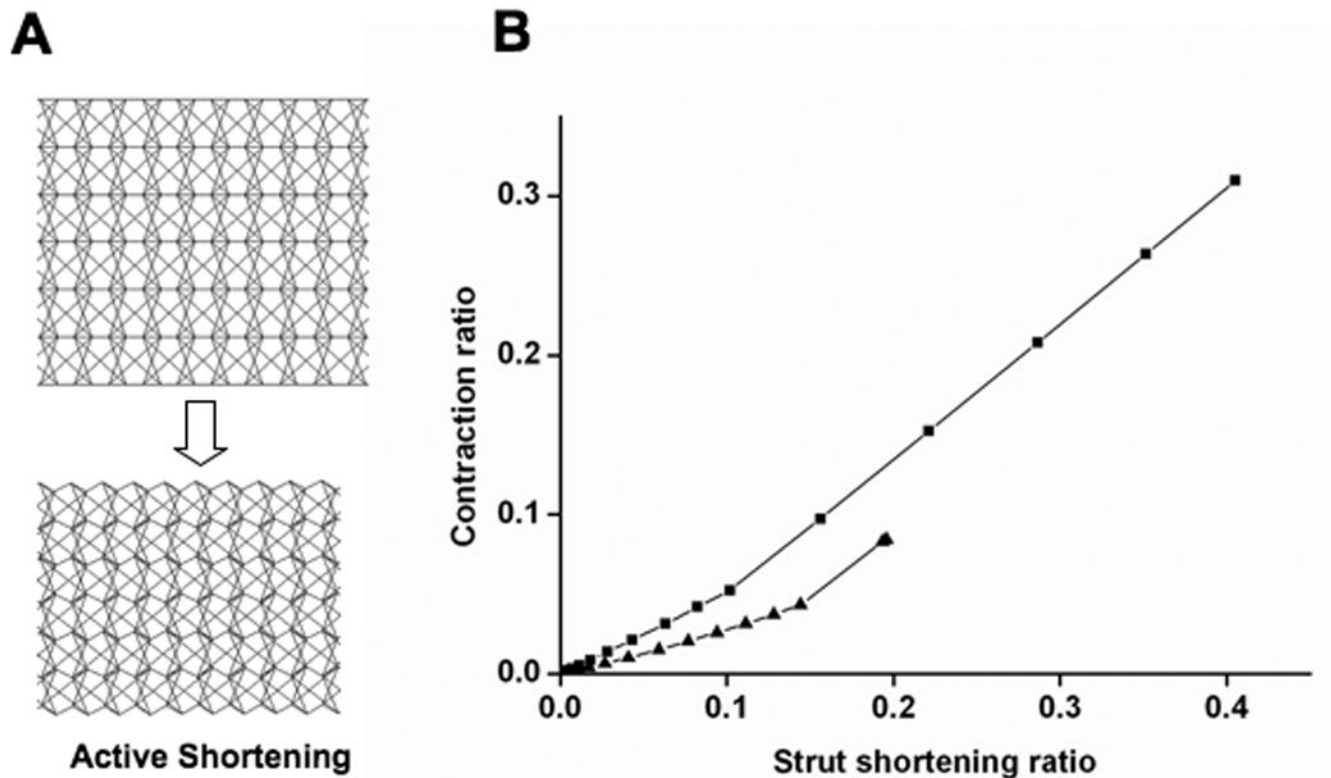 A
B
Active Shortening
Contraction ratio
0.3
0.2
0.1
0.0
0.0 0.1 0.2 0.3 0.4
Strut shortening ratio